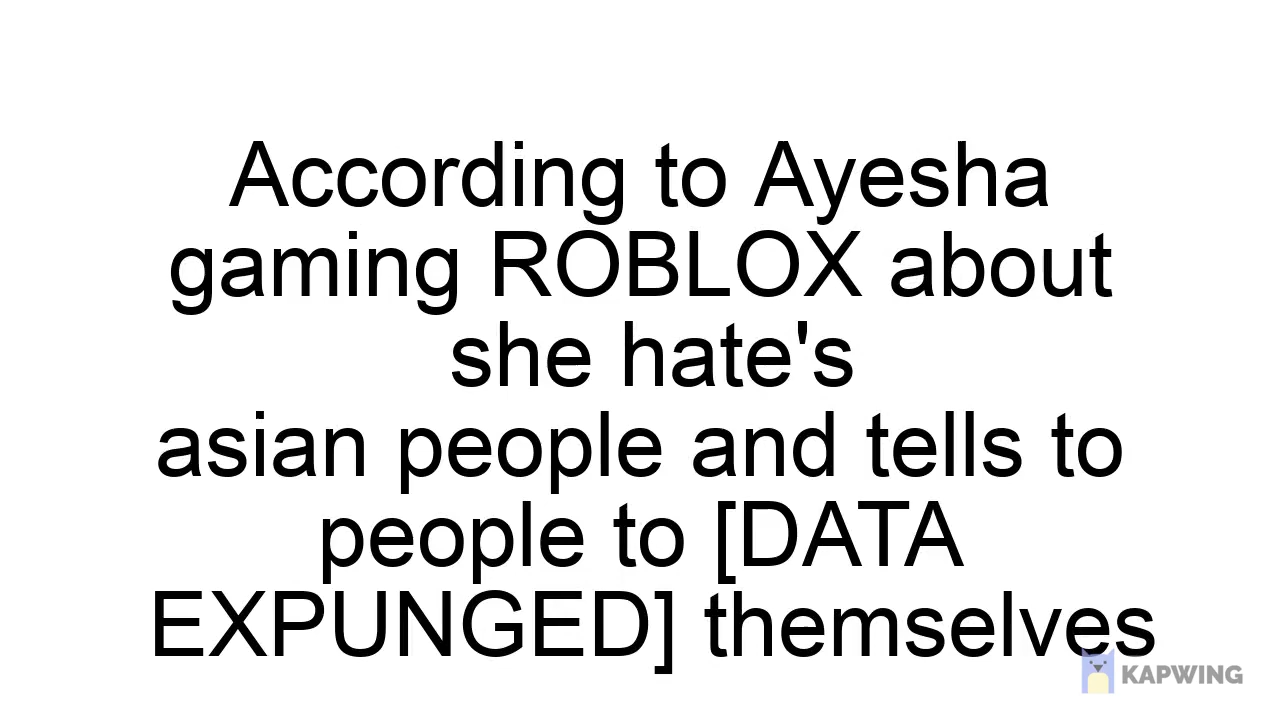 According to Ayesha
gaming ROBLOX about
she hate's
asian people and tells to
people to [DATA
EXPUNGED] themselves
KAPWING